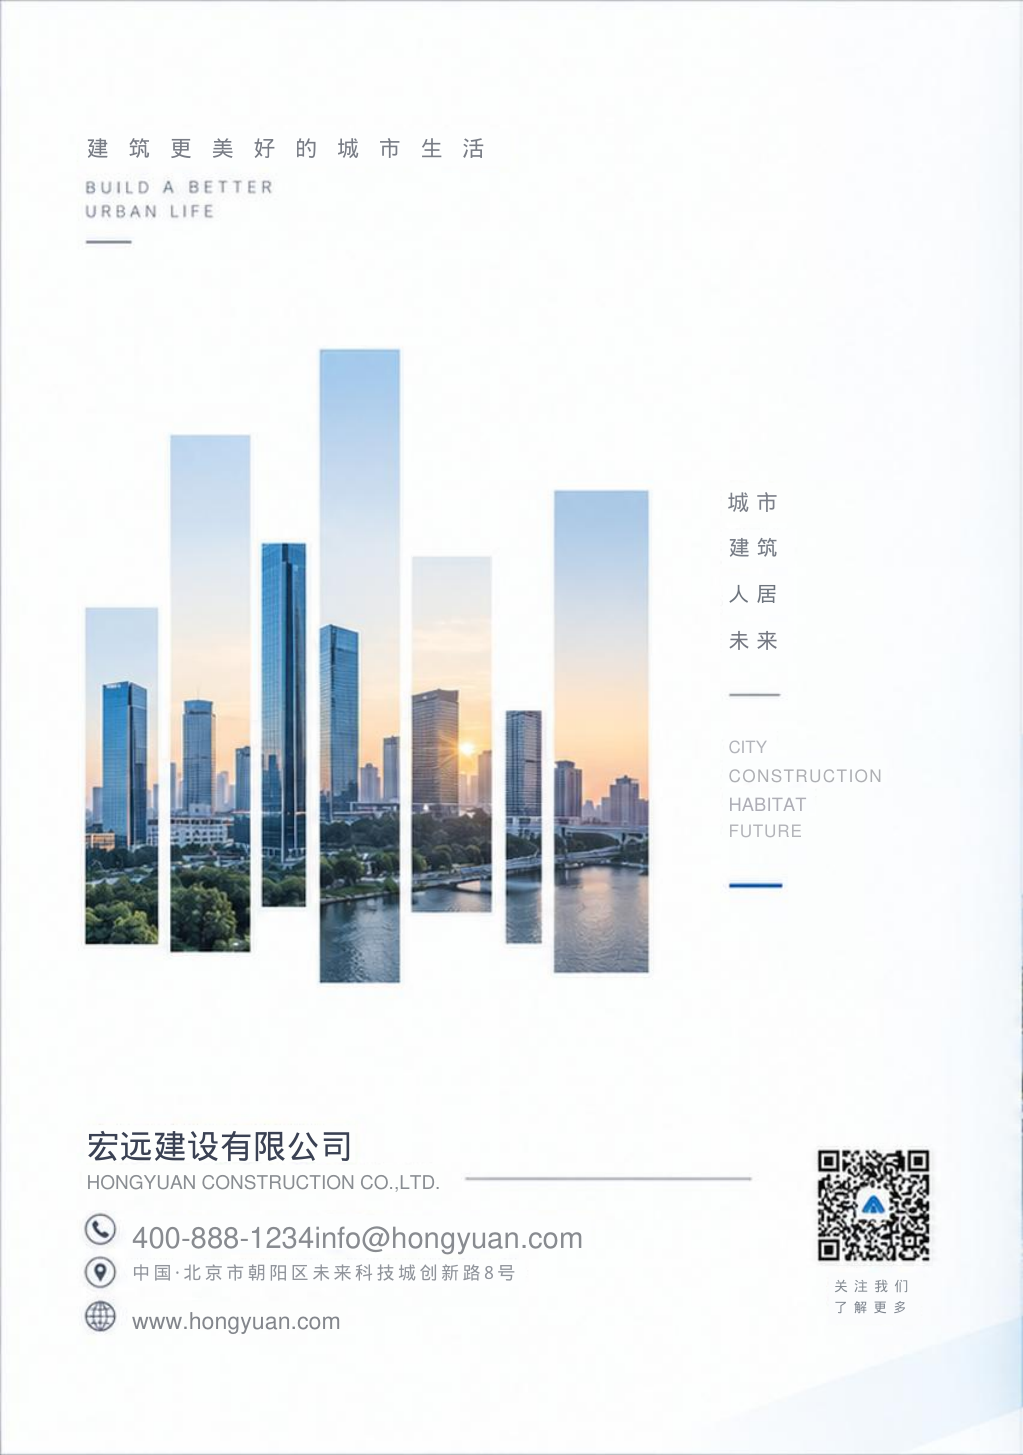 建筑更美好的城市生活
BUILD A BETTER
URBAN LIFE
城市
建筑
人居
未来
CITY
CONSTRUCTION
HABITAT
FUTURE
宏远建设有限公司
HONGYUAN CONSTRUCTION CO.,LTD.
400-888-1234info@hongyuan.com
中国·北京市朝阳区未来科技城创新路8号
www.hongyuan.com
关注我们
了解更多